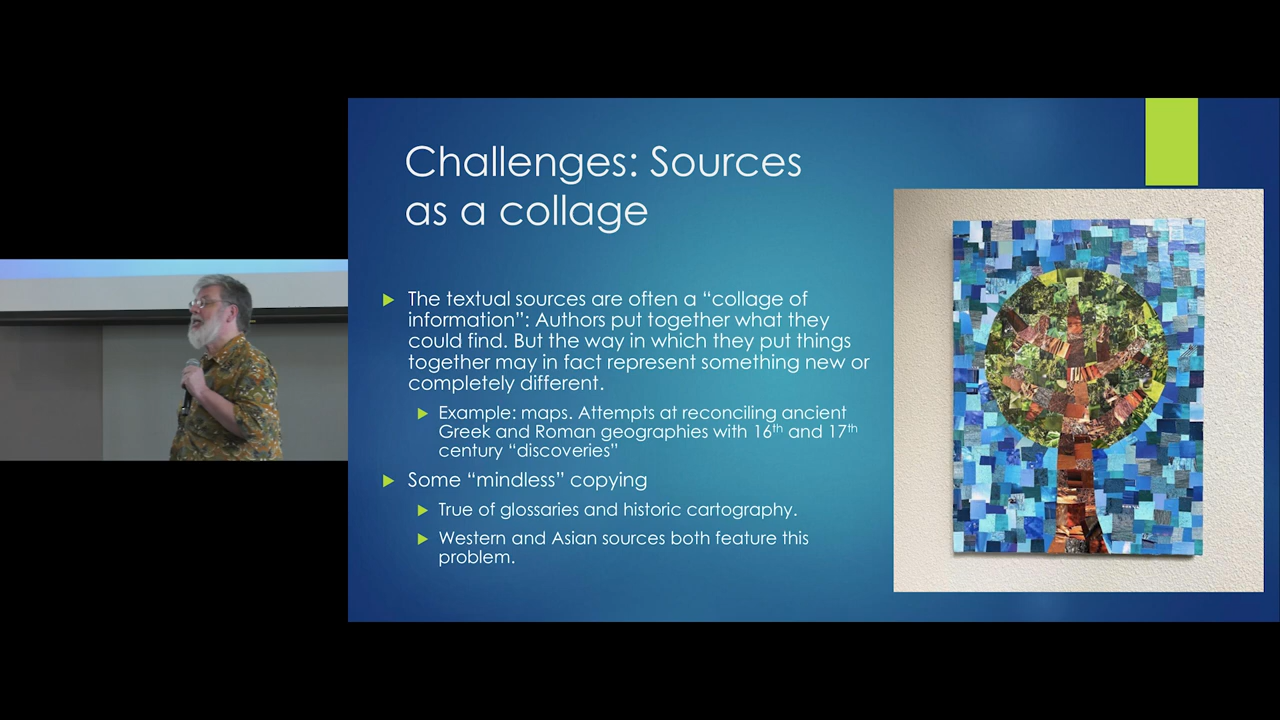 Challenges: Sources
as a collage
The textual sources are often a “collage of
information”: Authors put together what they
could find. But the way in which they put things
together may in fact represent something new or
completely different.
Example: maps. Attempts at reconciling ancient
Greek and Roman geographies with 16th and 17th
century “discoveries”
Some “mindless” copying
True of glossaries and historic cartography.
Western and Asian sources both feature this
problem.